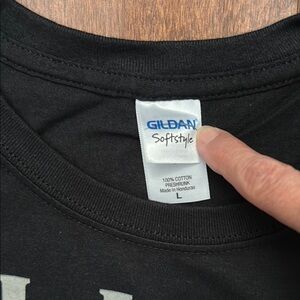 GILDAN
Softstyle
100% COTTON
PRESHRUNK
Made in Honduras
L